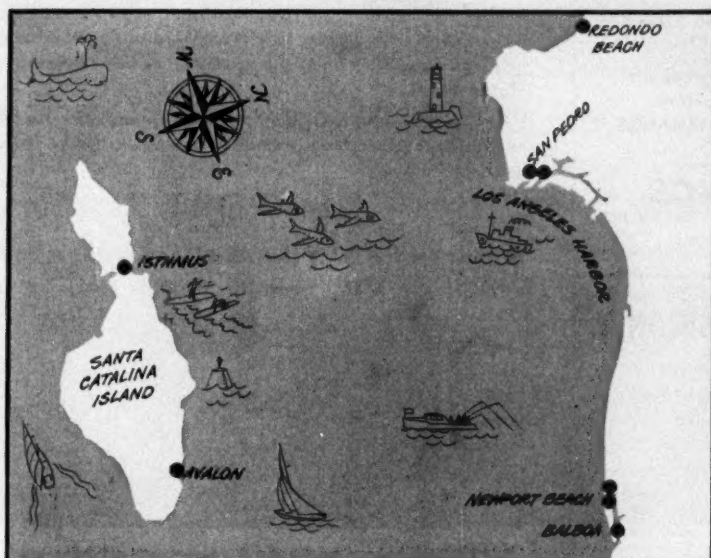 REDONDO
BEACH
SAN PEDRO
LOS ANGELES HARBOR
ISTHMUS
SANTA
CATALINA
ISLAND
AVALON
NEWPORT BEACH
BALBOA